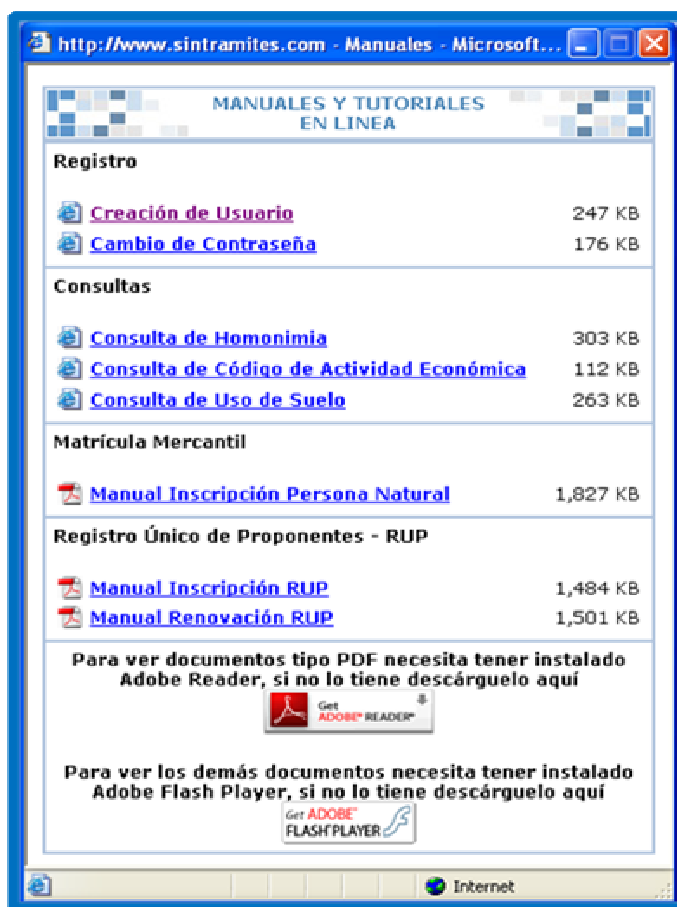 http://www.sintramites.com - Manuales - Microsoft...
MANUALES Y TUTORIALES
EN LINEA
Registro
Creación de Usuario 247 KB
Cambio de Contraseña 176 KB
Consultas
Consulta de Homonimia 303 KB
Consulta de Código de Actividad Económica 112 KB
Consulta de Uso de Suelo 263 KB
Matrícula Mercantil
Manual Inscripción Persona Natural 1,827 KB
Registro Único de Proponentes - RUP
Manual Inscripción RUP 1,484 KB
Manual Renovación RUP 1,501 KB
Para ver documentos tipo PDF necesita tener instalado
Adobe Reader, si no lo tiene descárguelo aquí
Get
ADOBE® READER®
Para ver los demás documentos necesita tener instalado
Adobe Flash Player, si no lo tiene descárguelo aquí
Get ADOBE®
FLASH® PLAYER
Internet